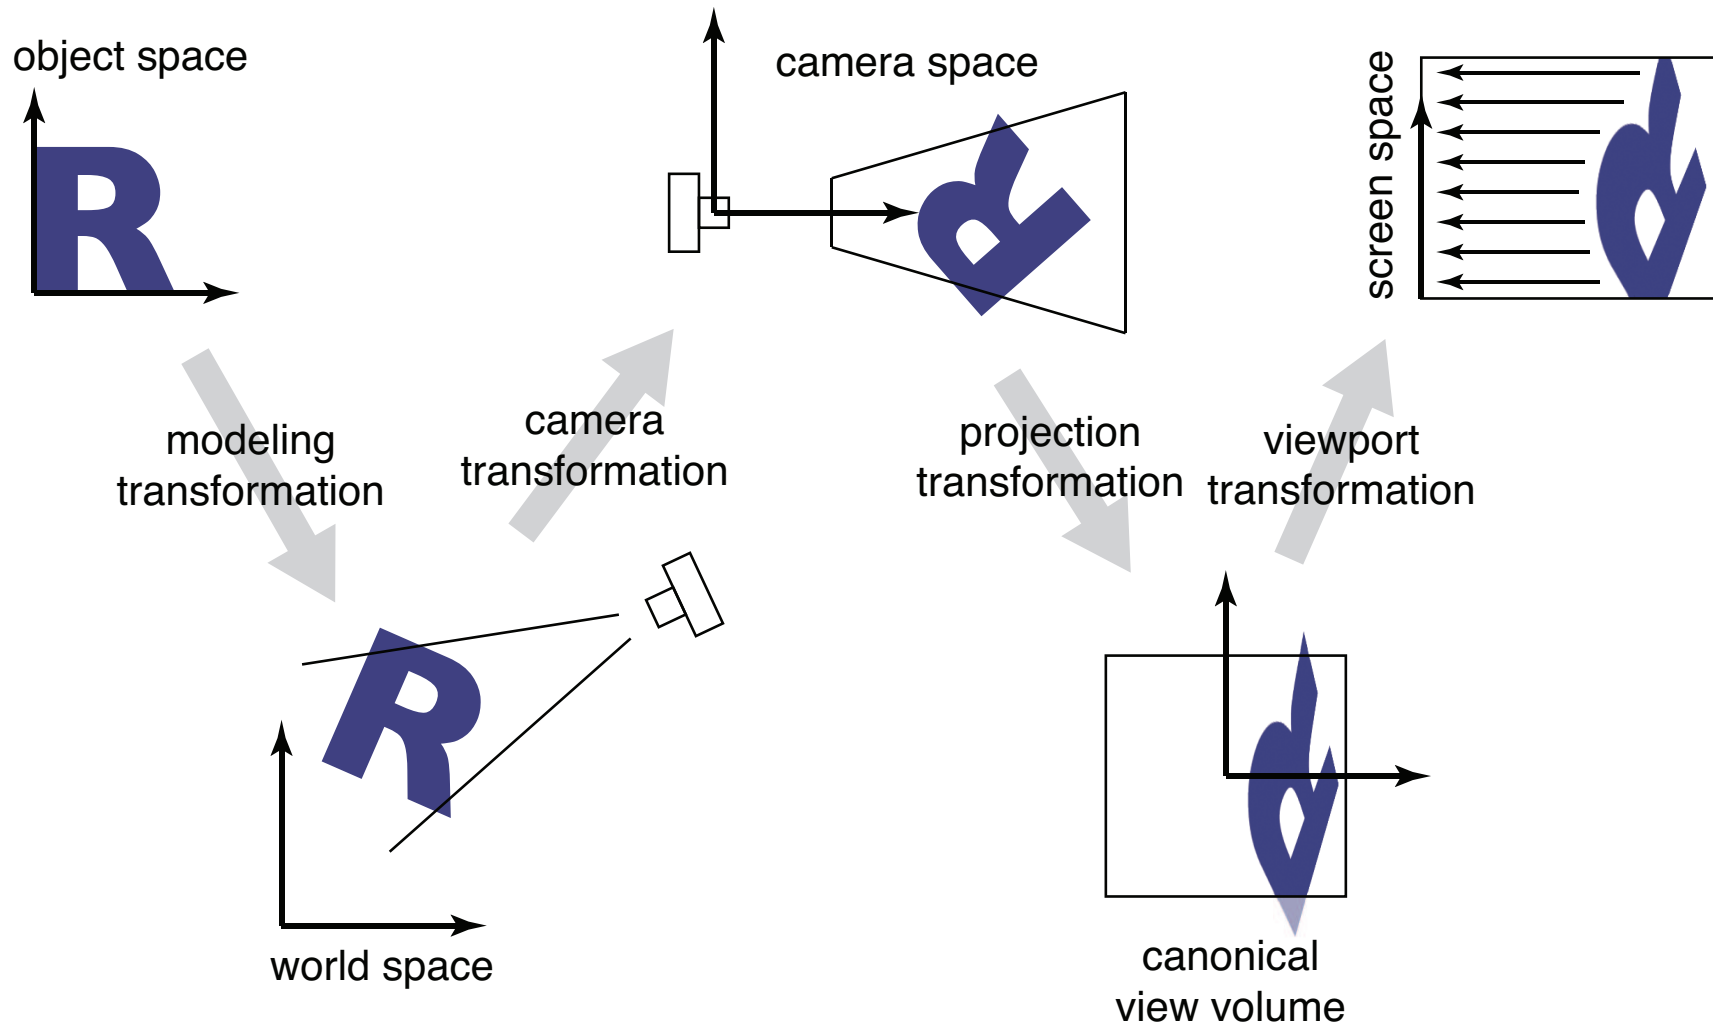 object space
R
modeling
transformation
R
world space
camera
transformation
camera space
R
projection
transformation
R
canonical
view volume
viewport
transformation
screen space
R